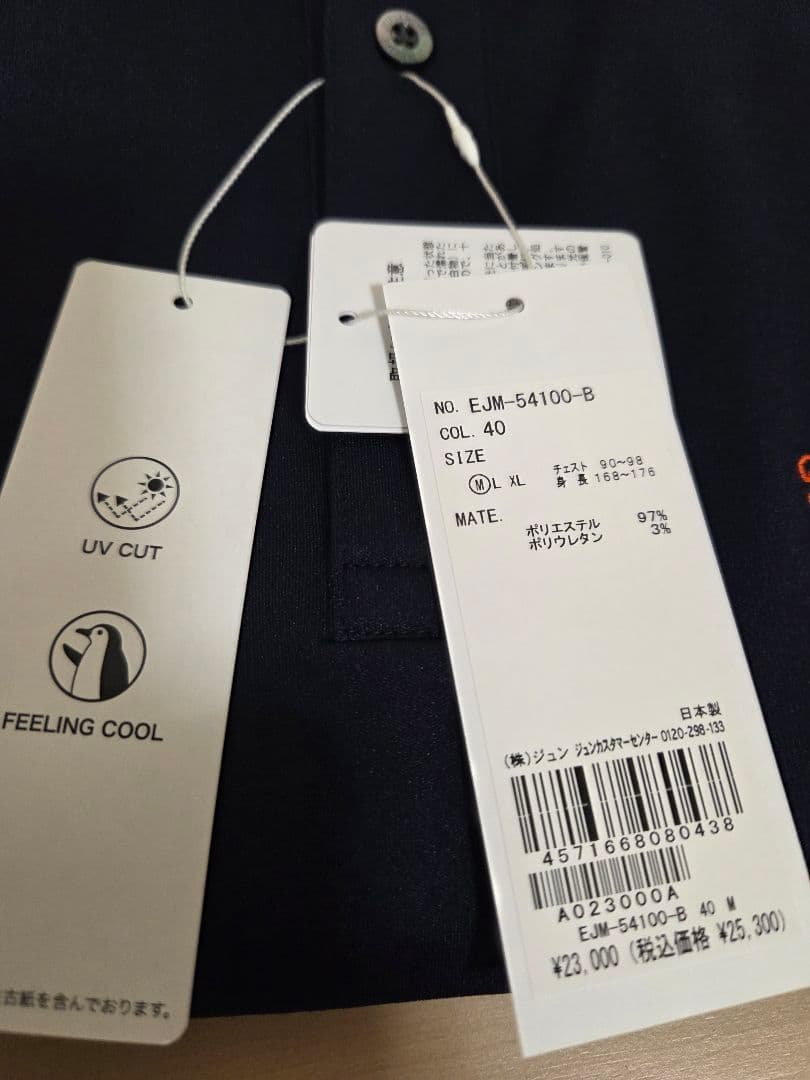 UV CUT
FEELING COOL
古紙を含んでおります。
NO. EJM-54100-B
COL. 40
SIZE
M L XL
チェスト 90~98
身長 168~176
MATE.
ポリエステル 97%
ポリウレタン 3%
日本製
(株)ジュン ジュンカスタマーセンター 0120-298-133
4571668080438
A023000A
EJM-54100-B 40 M
¥23,000 (税込価格 ¥25,300)